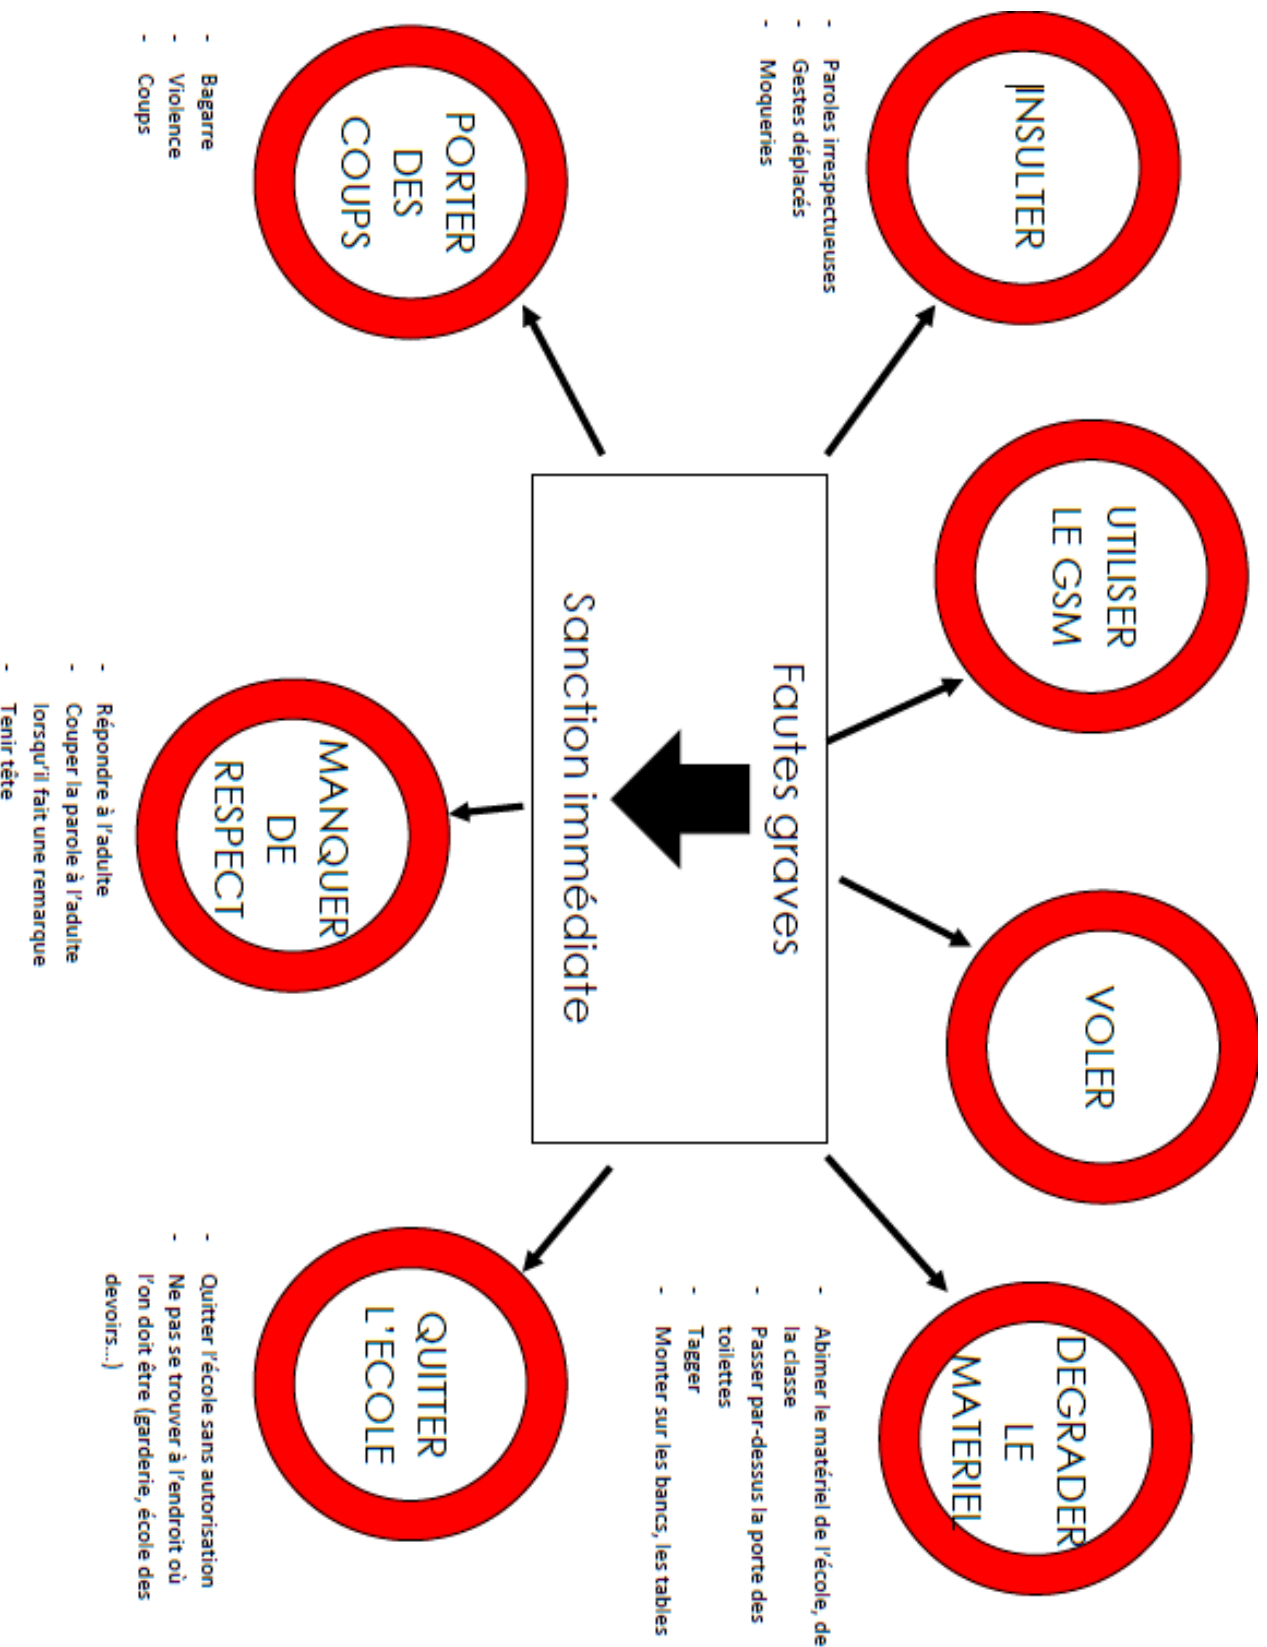 INSULTER
- Paroles irrespectueuses
- Gestes déplacés
- Moqueries
UTILISER
LE GSM
VOLER
DEGRADER
LE
MATERIEL
- Abimer le matériel de l'école, de
la classe
- Passer par-dessus la porte des
toilettes
- Tagger
- Monter sur les bancs, les tables
Fautes graves
Sanction immédiate
PORTER
DES
COUPS
- Bagarre
- Violence
- Coups
MANQUER
DE
RESPECT
- Répondre à l'adulte
- Couper la parole à l'adulte
lorsqu'il fait une remarque
- Tenir tête
QUITTER
L'ECOLE
- Quitter l'école sans autorisation
- Ne pas se trouver à l'endroit où
l'on doit être (garderie, école des
devoirs...)